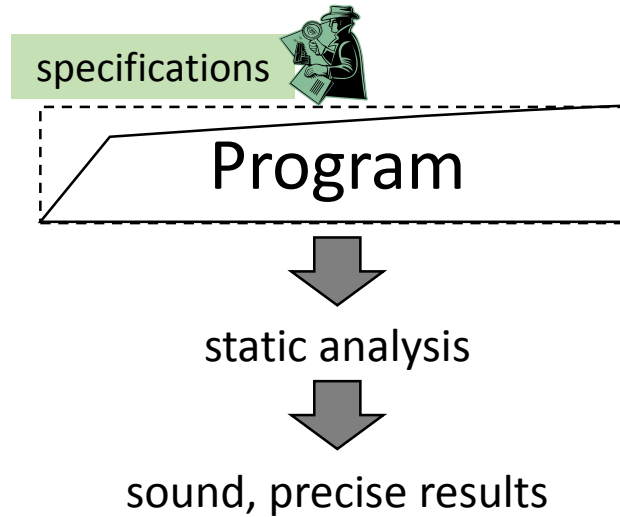 specifications
Program
static analysis
sound, precise results